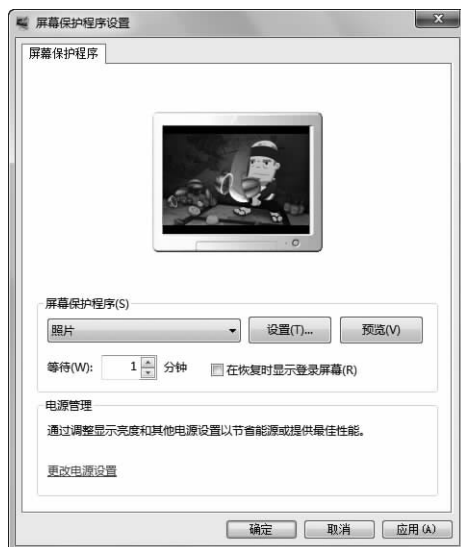 屏幕保护程序设置
屏幕保护程序
屏幕保护程序(S)
照片
设置(T)...
预览(V)
等待(W): 1 分钟 在恢复时显示登录屏幕(R)
电源管理
通过调整显示亮度和其他电源设置以节省能源或提供最佳性能。
更改电源设置
确定 取消 应用(A)